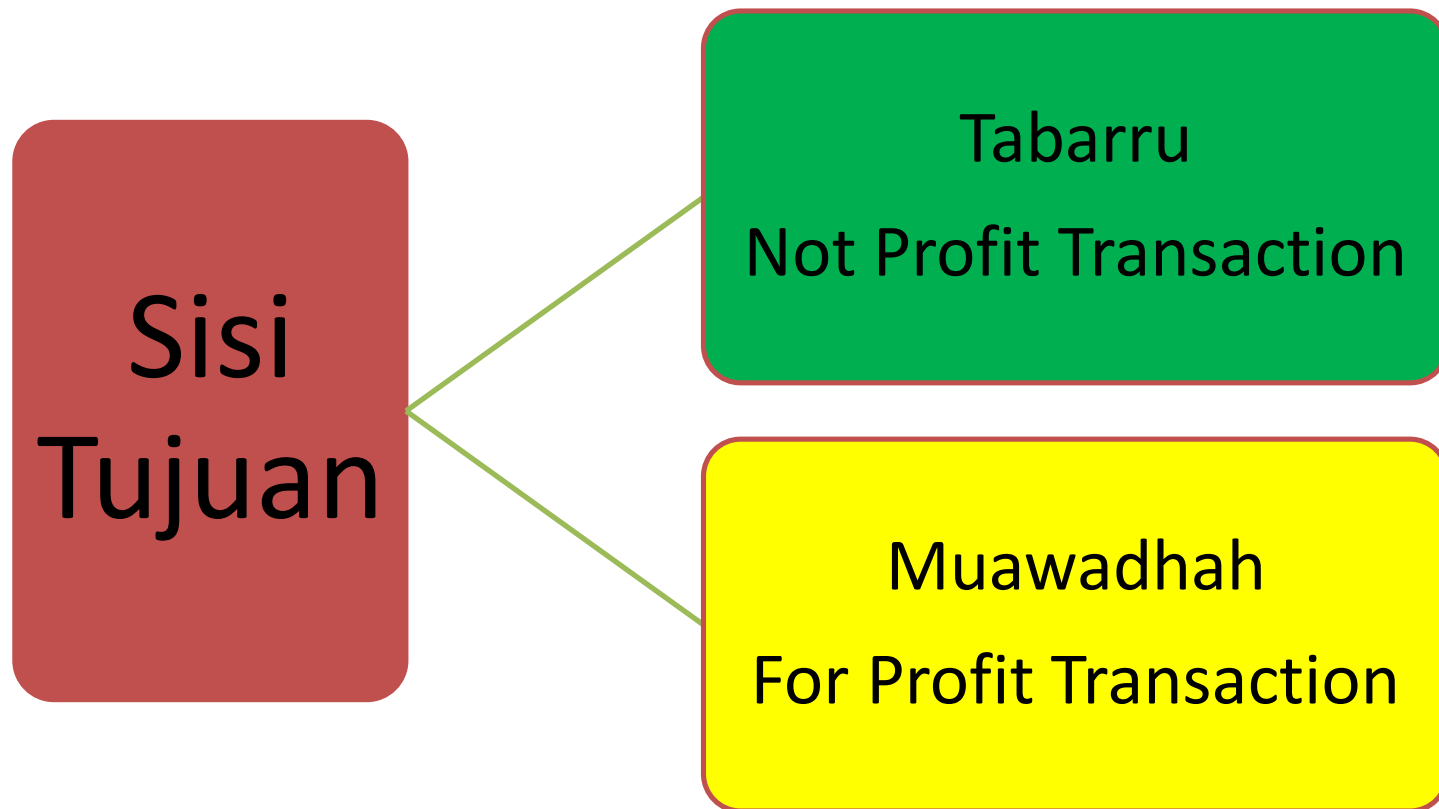 Sisi
Tujuan
Tabarru
Not Profit Transaction
Muawadhah
For Profit Transaction